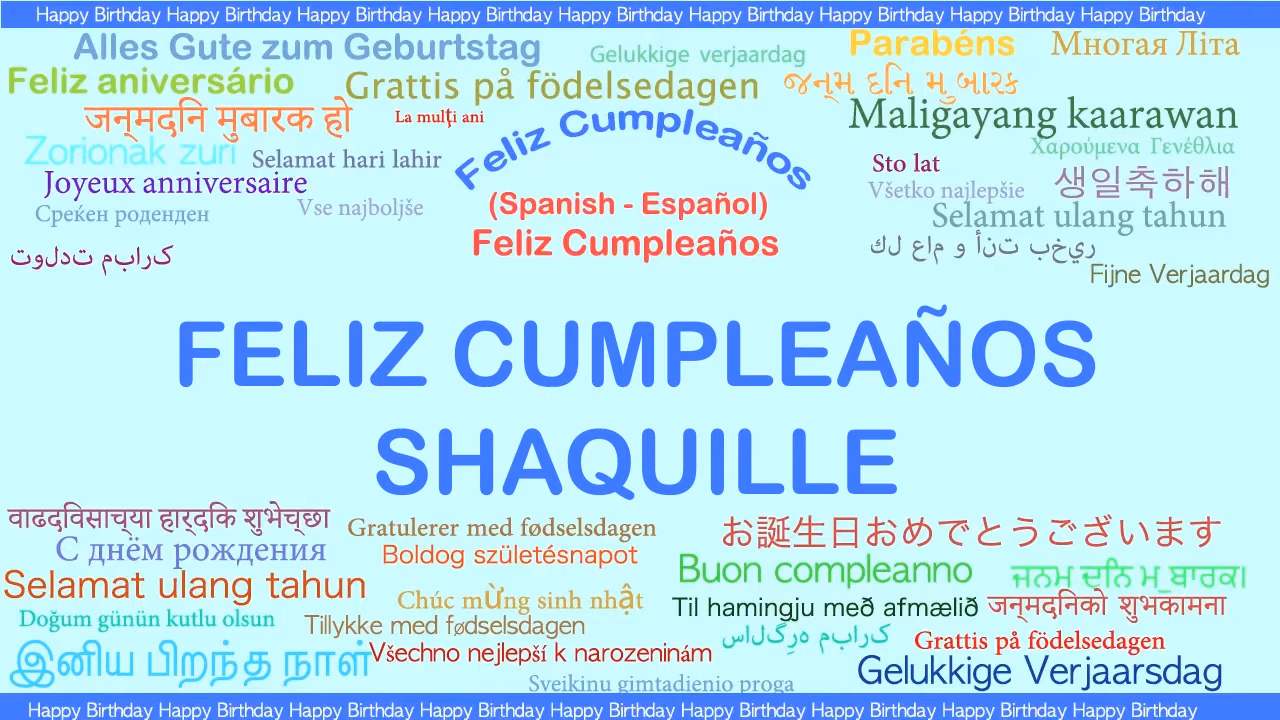 Happy Birthday Happy Birthday Happy Birthday Happy Birthday Happy Birthday Happy Birthday Happy Birthday Happy Birthday Happy Birthday
Alles Gute zum Geburtstag
Gelukkige verjaardag
Parabéns
Многая Літа
Feliz aniversário
Grattis på födelsedagen
જન્મ દિન મુબારક
जन्मदिन मुबारक हो
La mulţi ani
Feliz Cumpleaños
Maligayang kaarawan
Zorionak zuri
Selamat hari lahir
Sto lat
Χαρούμενα Γενέθλια
Joyeux anniversaire
(Spanish - Español)
Všetko najlepšie
생일축하해
Среќен роденден
Vse najboljše
Feliz Cumpleaños
Selamat ulang tahun
تولدت مبارک
كل عام و أنت بخير
Fijne Verjaardag
FELIZ CUMPLEAÑOS
SHAQUILLE
वाढदिवसाच्या हार्दिक शुभेच्छा
Gratulerer med fødselsdagen
お誕生日おめでとうございます
С днём рождения
Boldog születésnapot
Buon compleanno
ਜਨਮ ਦਿਨ ਮੁਬਾਰਕ।
Selamat ulang tahun
Chúc mừng sinh nhật
Til hamingju með afmælið
जन्मदिनको शुभकामना
Doğum günün kutlu olsun
Tillykke med fødselsdagen
سالگرہ مبارک
Grattis på födelsedagen
இனிய பிறந்த நாள்
Všechno nejlepší k narozeninám
Gelukkige Verjaarsdag
Sveikinu gimtadienio proga
Happy Birthday Happy Birthday Happy Birthday Happy Birthday Happy Birthday Happy Birthday Happy Birthday Happy Birthday Happy Birthday